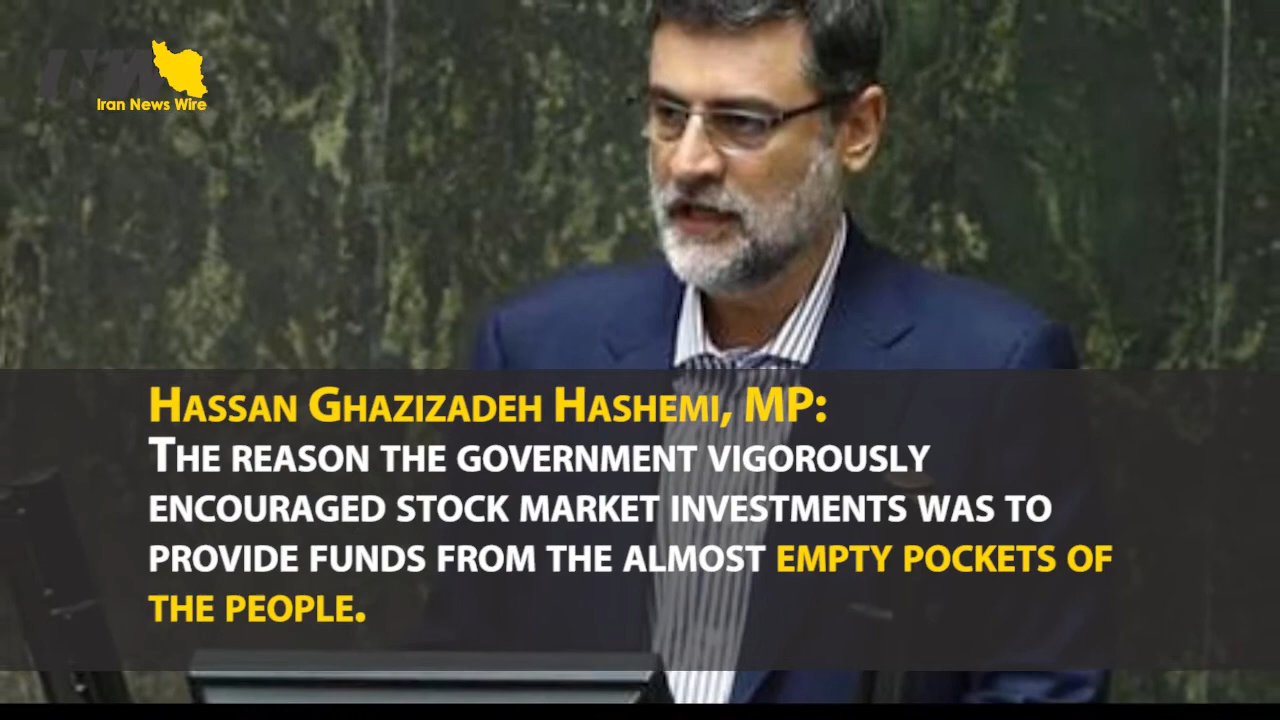 INW
Iran News Wire
Hassan Ghazizadeh Hashemi, MP:
The reason the government vigorously
encouraged stock market investments was to
provide funds from the almost empty pockets of
the people.